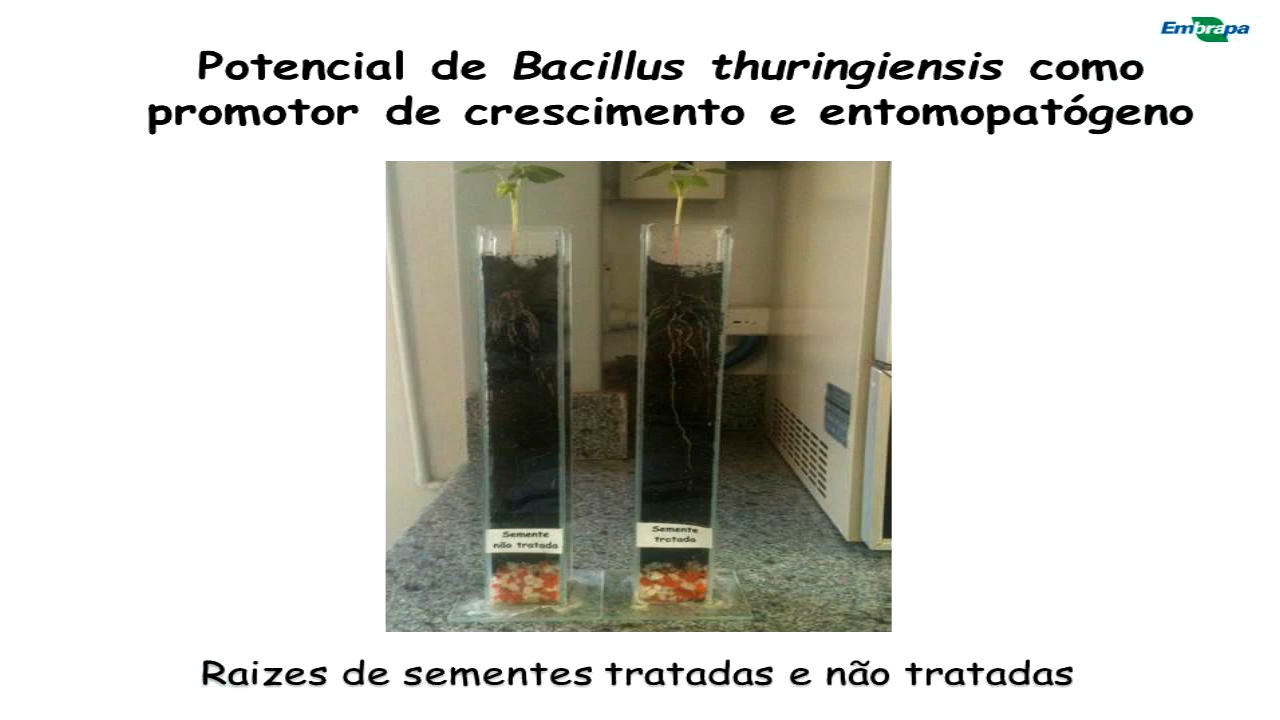 Embrapa
Potencial de Bacillus thuringiensis como
promotor de crescimento e entomopatógeno
Semente
não tratada
Semente
tratada
Raizes de sementes tratadas e não tratadas